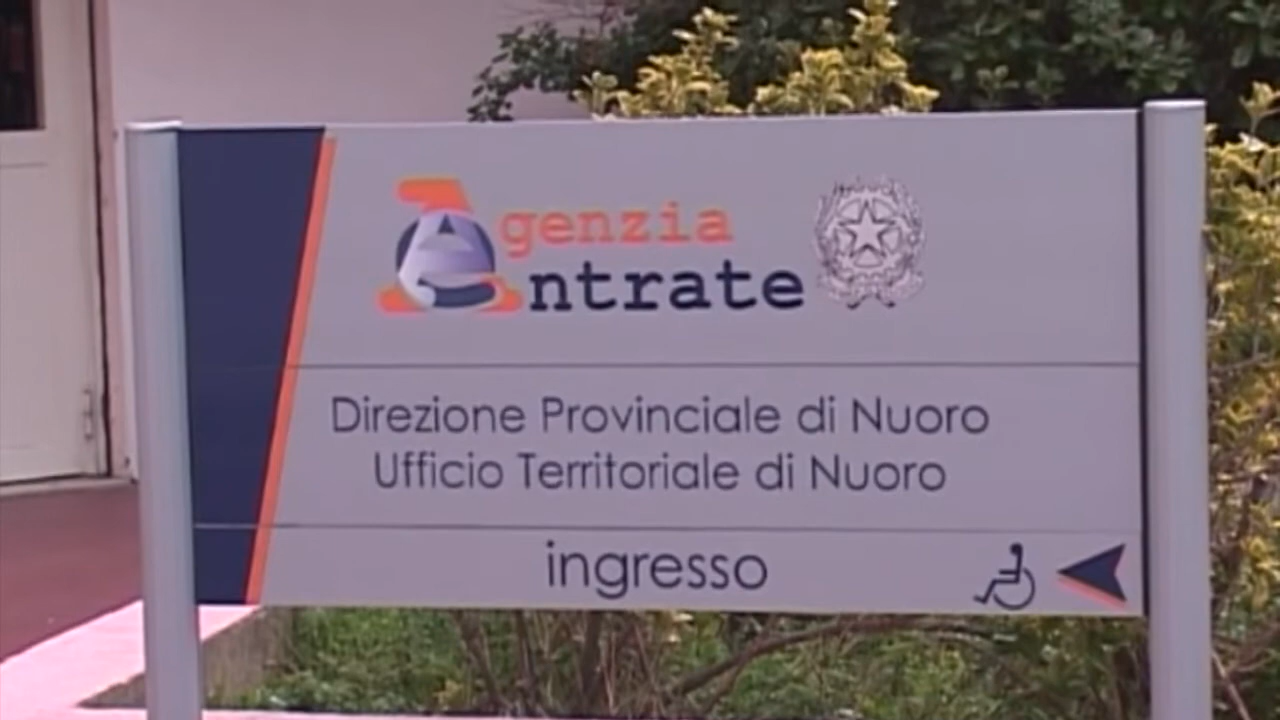 Agenzia
entrate
Direzione Provinciale di Nuoro
Ufficio Territoriale di Nuoro
ingresso